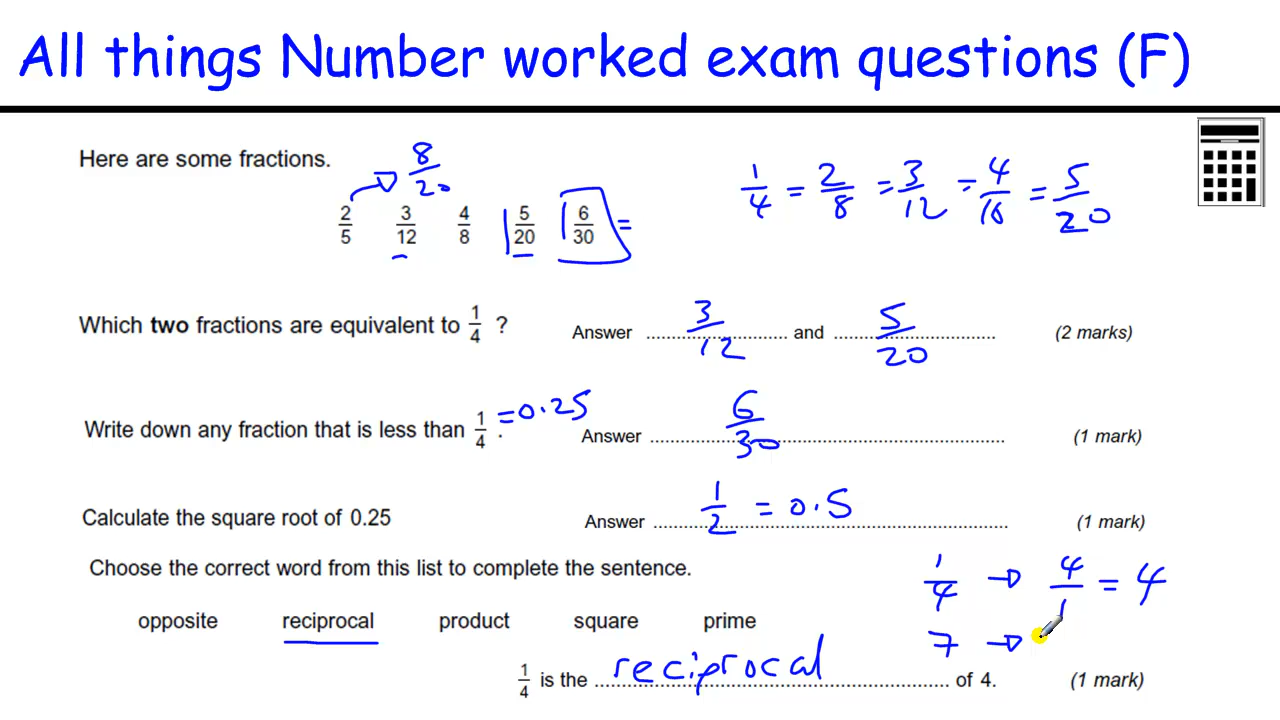 All things Number worked exam questions (F)
Here are some fractions.
8/20
2/5 3/12 4/8 5/20 6/30 =
1/4 = 2/8 = 3/12 = 4/16 = 5/20
Which two fractions are equivalent to 1/4 ? Answer 3/12 and 5/20 (2 marks)
Write down any fraction that is less than 1/4 . = 0.25 Answer 6/30 (1 mark)
Calculate the square root of 0.25 Answer 1/2 = 0.5 (1 mark)
Choose the correct word from this list to complete the sentence.
1/4 → 4/1 = 4
opposite reciprocal product square prime
7 →
1/4 is the reciprocal of 4. (1 mark)